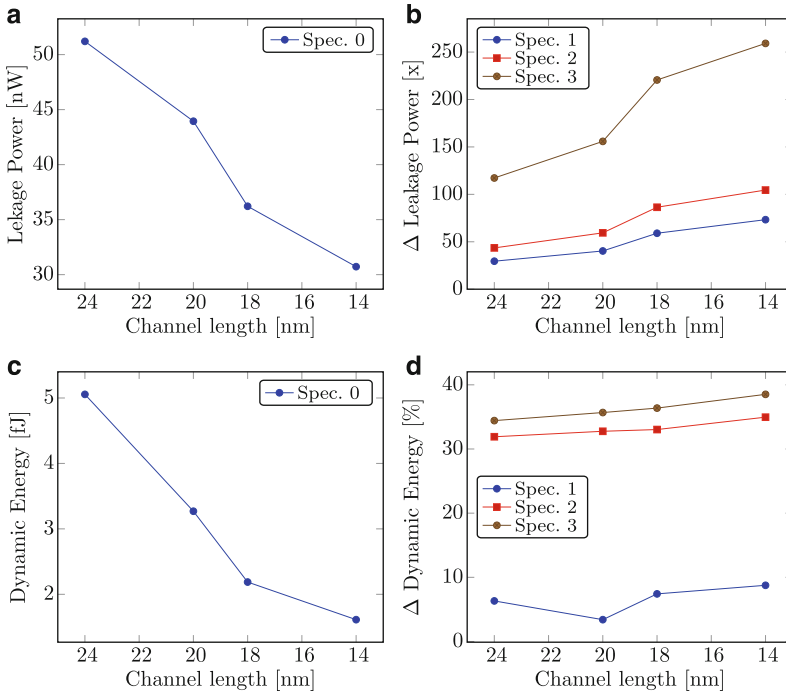 a
Spec. 0
50
45
40
35
30
Lekage Power [nW]
24 22 20 18 16 14
Channel length [nm]
b
Spec. 1
Spec. 2
Spec. 3
250
200
150
100
50
0
Δ Leakage Power [x]
24 22 20 18 16 14
Channel length [nm]
c
Spec. 0
5
4
3
2
Dynamic Energy [fJ]
24 22 20 18 16 14
Channel length [nm]
d
40
30
20
10
0
Δ Dynamic Energy [%]
Spec. 1
Spec. 2
Spec. 3
24 22 20 18 16 14
Channel length [nm]